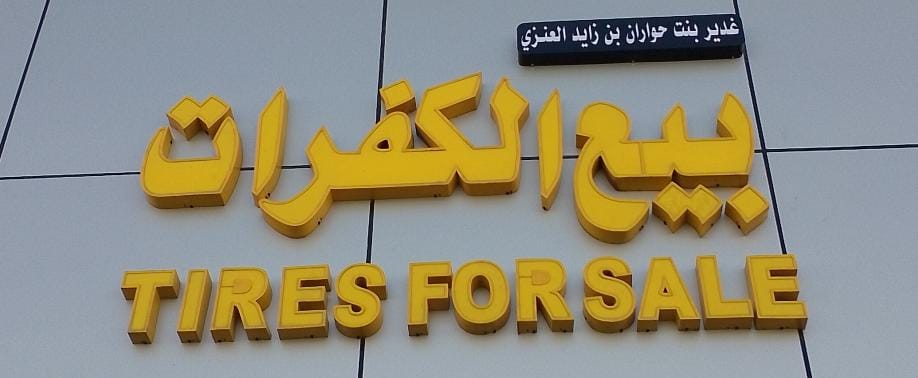 غدير بنت حواران بن زايد العنزي
بيع الكفرات
TIRES FOR SALE